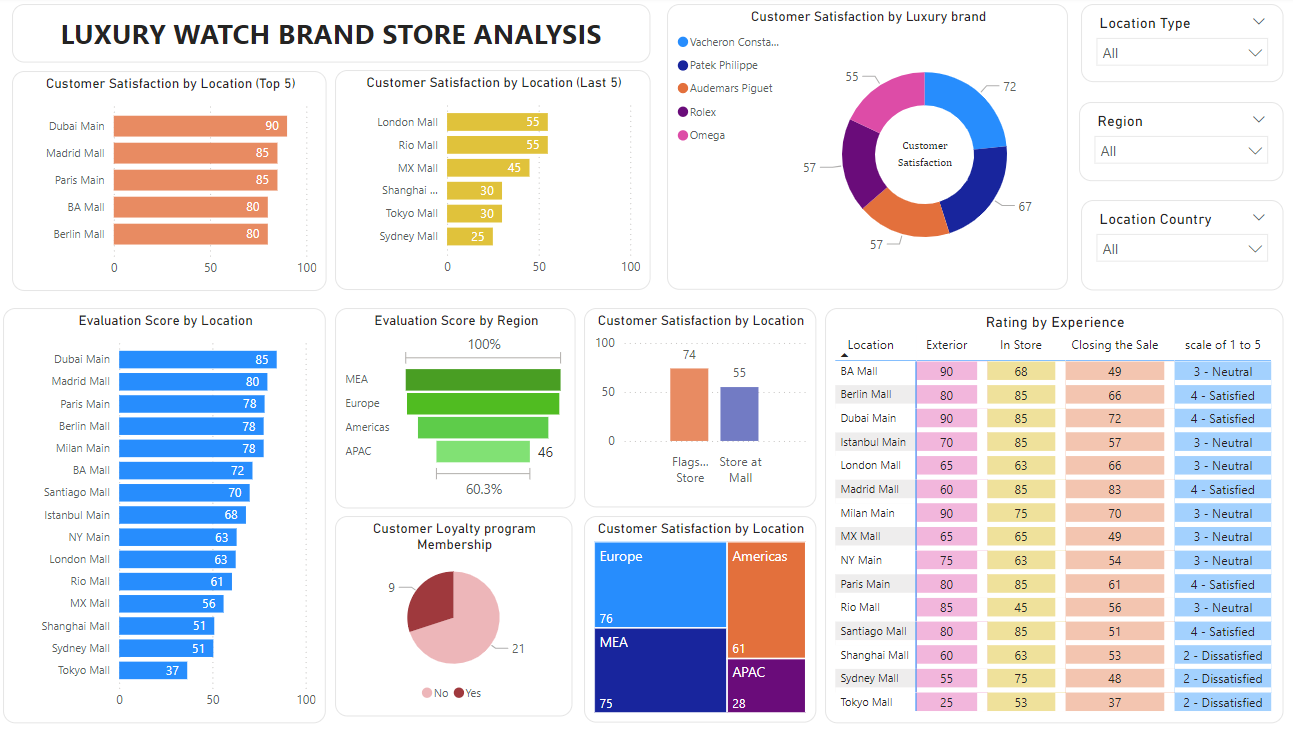 LUXURY WATCH BRAND STORE ANALYSIS
Customer Satisfaction by Location (Top 5)
Dubai Main 90
Madrid Mall 85
Paris Main 85
BA Mall 80
Berlin Mall 80
0 50 100
Customer Satisfaction by Location (Last 5)
London Mall 55
Rio Mall 55
MX Mall 45
Shanghai ... 30
Tokyo Mall 30
Sydney Mall 25
0 50 100
Customer Satisfaction by Luxury brand
Vacheron Consta...
Patek Philippe
Audemars Piguet
Rolex
Omega
55
72
57
67
57
Customer
Satisfaction
Location Type
All
Region
All
Location Country
All
Evaluation Score by Location
Dubai Main 85
Madrid Mall 80
Paris Main 78
Berlin Mall 78
Milan Main 78
BA Mall 72
Santiago Mall 70
Istanbul Main 68
NY Main 63
London Mall 63
Rio Mall 61
MX Mall 56
Shanghai Mall 51
Sydney Mall 51
Tokyo Mall 37
0 50 100
Evaluation Score by Region
100%
MEA
Europe
Americas
APAC 46
60.3%
Customer Satisfaction by Location
100
50
0
74
55
Flags... Store at
Store Mall
Customer Loyalty program
Membership
9
21
No Yes
Customer Satisfaction by Location
Europe
76
MEA
75
Americas
61
APAC
28
Rating by Experience
Location Exterior In Store Closing the Sale scale of 1 to 5
BA Mall 90 68 49 3 - Neutral
Berlin Mall 80 85 66 4 - Satisfied
Dubai Main 90 85 72 4 - Satisfied
Istanbul Main 70 85 57 3 - Neutral
London Mall 65 63 66 3 - Neutral
Madrid Mall 60 85 83 4 - Satisfied
Milan Main 90 75 70 3 - Neutral
MX Mall 65 65 49 3 - Neutral
NY Main 75 63 54 3 - Neutral
Paris Main 80 85 61 4 - Satisfied
Rio Mall 85 45 56 3 - Neutral
Santiago Mall 80 85 51 4 - Satisfied
Shanghai Mall 60 63 53 2 - Dissatisfied
Sydney Mall 55 75 48 2 - Dissatisfied
Tokyo Mall 25 53 37 2 - Dissatisfied